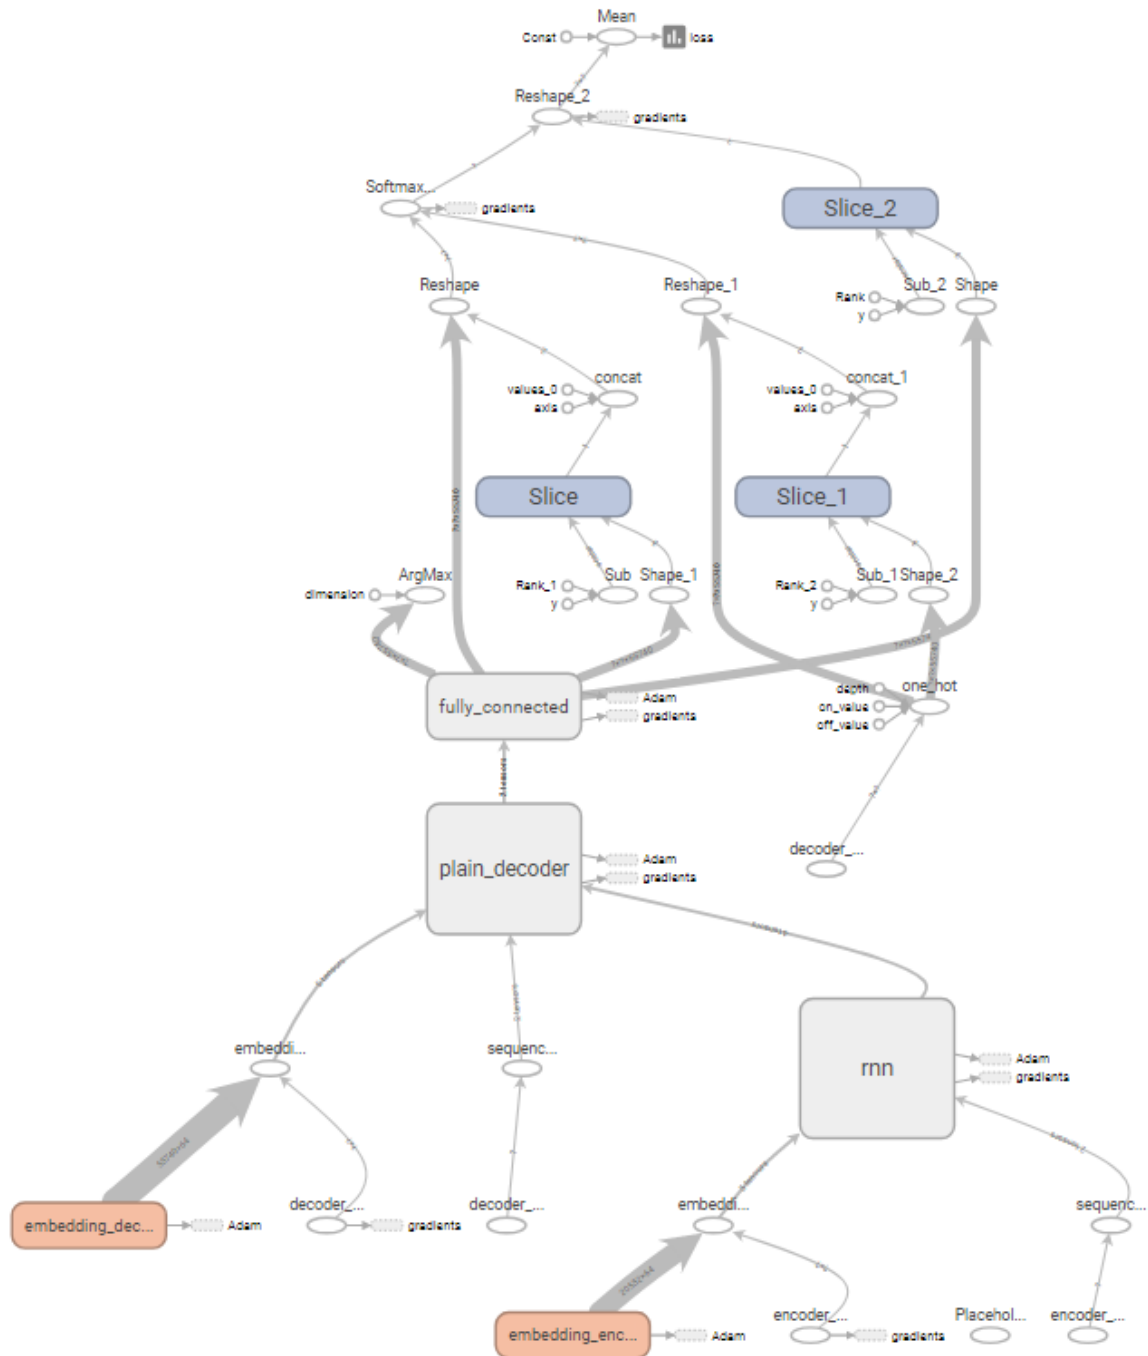 Mean
Const
loss
Reshape_2
gradients
Softmax...
gradients
Slice_2
Reshape
Reshape_1
Rank
y
Sub_2
Shape
concat
values_0
axis
concat_1
values_0
axis
Slice
Slice_1
ArgMax
dimension
Rank_1
y
Sub
Shape_1
Rank_2
y
Sub_1
Shape_2
fully_connected
Adam
gradients
depth
one_hot
on_value
off_value
plain_decoder
Adam
gradients
decoder_...
rnn
Adam
gradients
embeddi...
sequenc...
55780×64
embedding_dec...
Adam
decoder_...
gradients
decoder_...
embeddi...
sequenc...
embedding_enc...
Adam
encoder_...
gradients
Placehol...
encoder_...